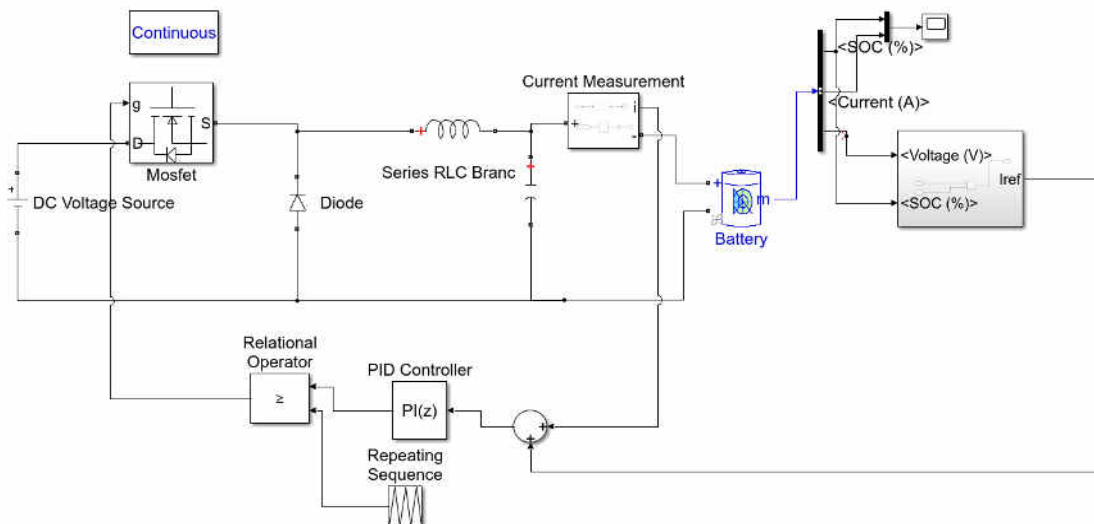 Continuous
<SOC (%)>
Current Measurement
g
D
S
i
+
-
<Current (A)>
Mosfet
Series RLC Branc
<Voltage (V)>
Iref
DC Voltage Source
Diode
+
m
<SOC (%)>
Battery
Relational
Operator
PID Controller
≥
PI(z)
+
+
Repeating
Sequence